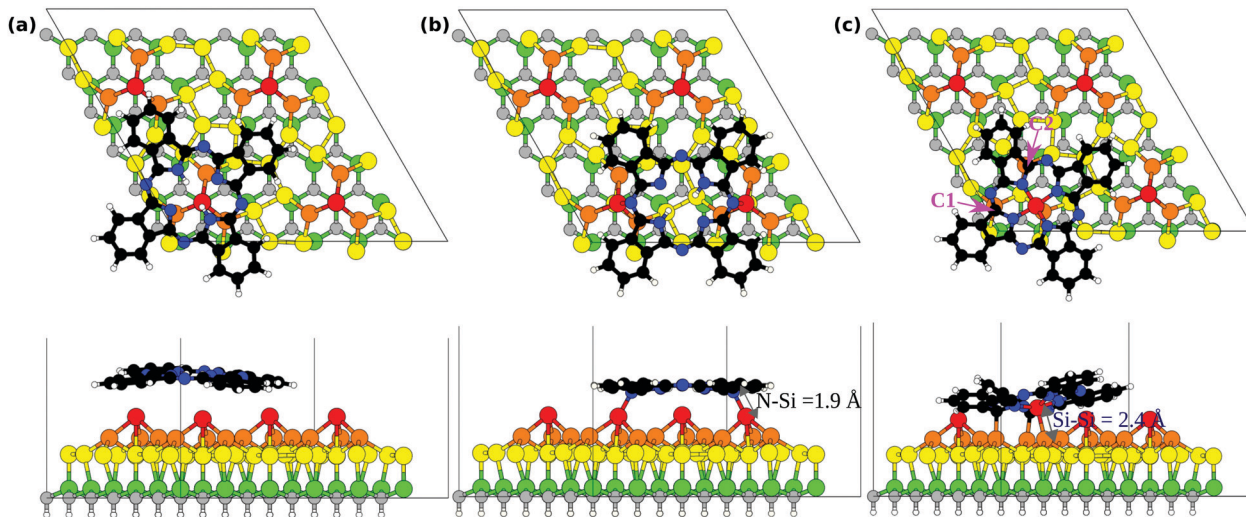 (a)
(b)
(c)
C2
C1
N-Si =1.9 Å
Si-Si = 2.4 Å